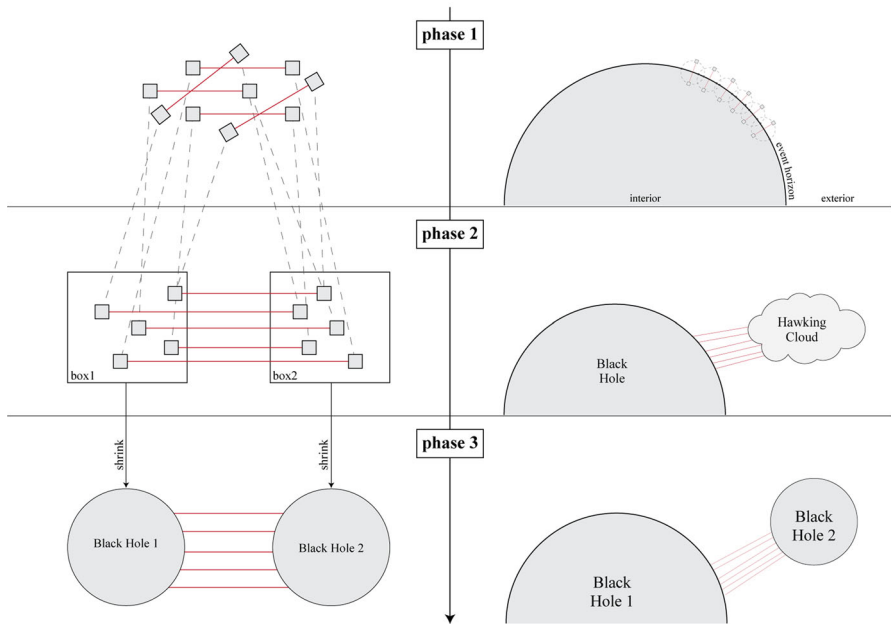 phase 1
event horizon
interior
exterior
phase 2
box1
box2
Black
Hole
Hawking
Cloud
phase 3
shrink
shrink
Black Hole 1
Black Hole 2
Black
Hole 1
Black
Hole 2